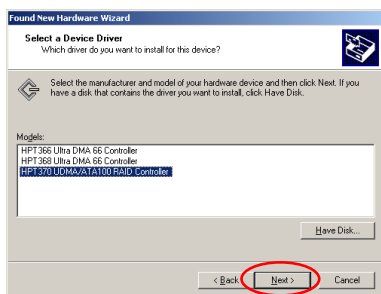 Found New Hardware Wizard
Select a Device Driver
Which driver do you want to install for this device?
Select the manufacturer and model of your hardware device and then click Next. If you
have a disk that contains the driver you want to install, click Have Disk.
Models:
HPT366 Ultra DMA 66 Controller
HPT368 Ultra DMA 66 Controller
HPT370 UDMA/ATA100 RAID Controller
Have Disk...
< Back
Next >
Cancel